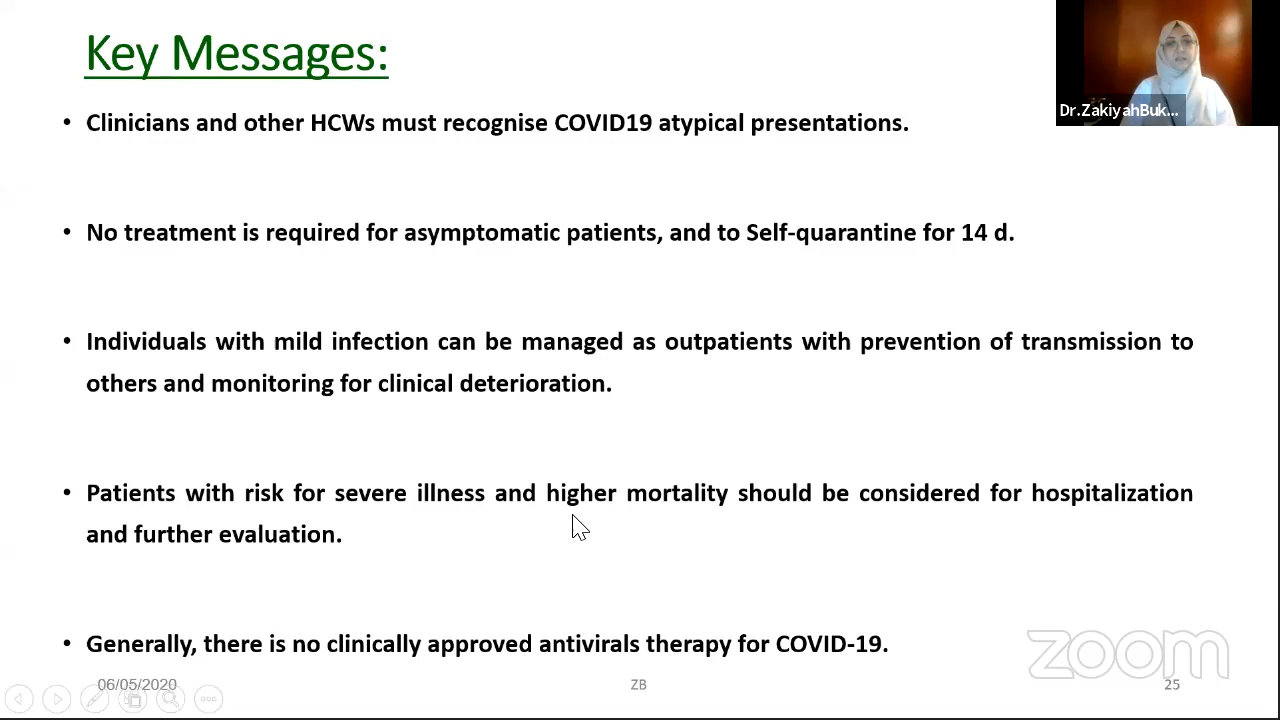 Key Messages:
Dr.ZakiyahBuk...
• Clinicians and other HCWs must recognise COVID19 atypical presentations.
• No treatment is required for asymptomatic patients, and to Self-quarantine for 14 d.
• Individuals with mild infection can be managed as outpatients with prevention of transmission to
others and monitoring for clinical deterioration.
• Patients with risk for severe illness and higher mortality should be considered for hospitalization
and further evaluation.
• Generally, there is no clinically approved antivirals therapy for COVID-19.
zoom
06/05/2020 ZB 25